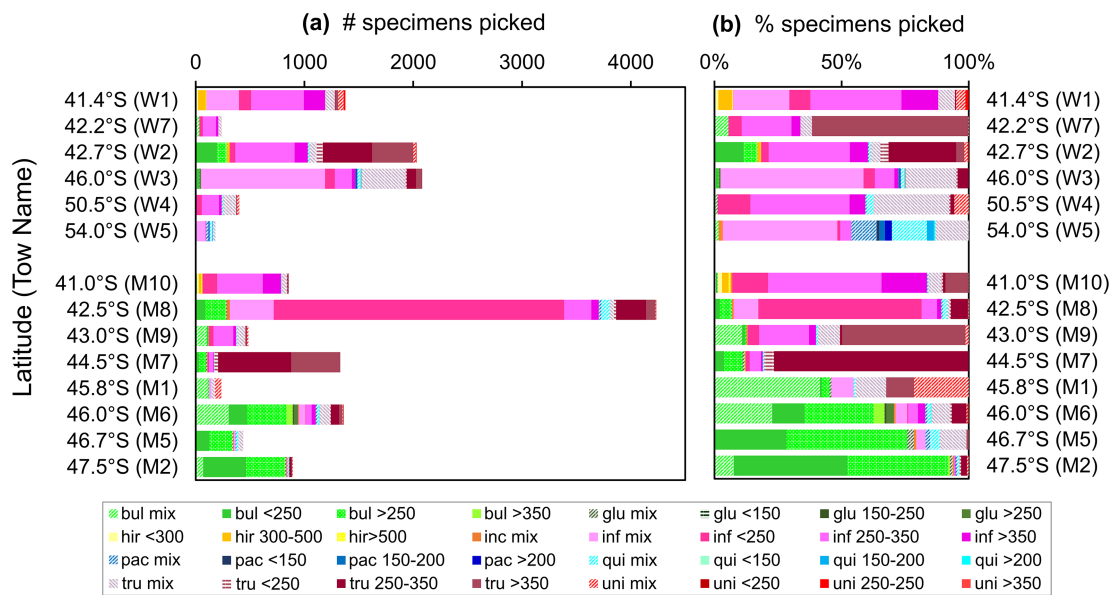 (a) # specimens picked
(b) % specimens picked
0 1000 2000 3000 4000
0% 50% 100%
Latitude (Tow Name)
41.4°S (W1) 41.4°S (W1)
42.2°S (W7) 42.2°S (W7)
42.7°S (W2) 42.7°S (W2)
46.0°S (W3) 46.0°S (W3)
50.5°S (W4) 50.5°S (W4)
54.0°S (W5) 54.0°S (W5)
41.0°S (M10) 41.0°S (M10)
42.5°S (M8) 42.5°S (M8)
43.0°S (M9) 43.0°S (M9)
44.5°S (M7) 44.5°S (M7)
45.8°S (M1) 45.8°S (M1)
46.0°S (M6) 46.0°S (M6)
46.7°S (M5) 46.7°S (M5)
47.5°S (M2) 47.5°S (M2)
bul mix bul <250 bul >250 bul >350 glu mix glu <150 glu 150-250 glu >250
hir <300 hir 300-500 hir>500 inc mix inf mix inf <250 inf 250-350 inf >350
pac mix pac <150 pac 150-200 pac >200 qui mix qui <150 qui 150-200 qui >200
tru mix tru <250 tru 250-350 tru >350 uni mix uni <250 uni 250-250 uni >350